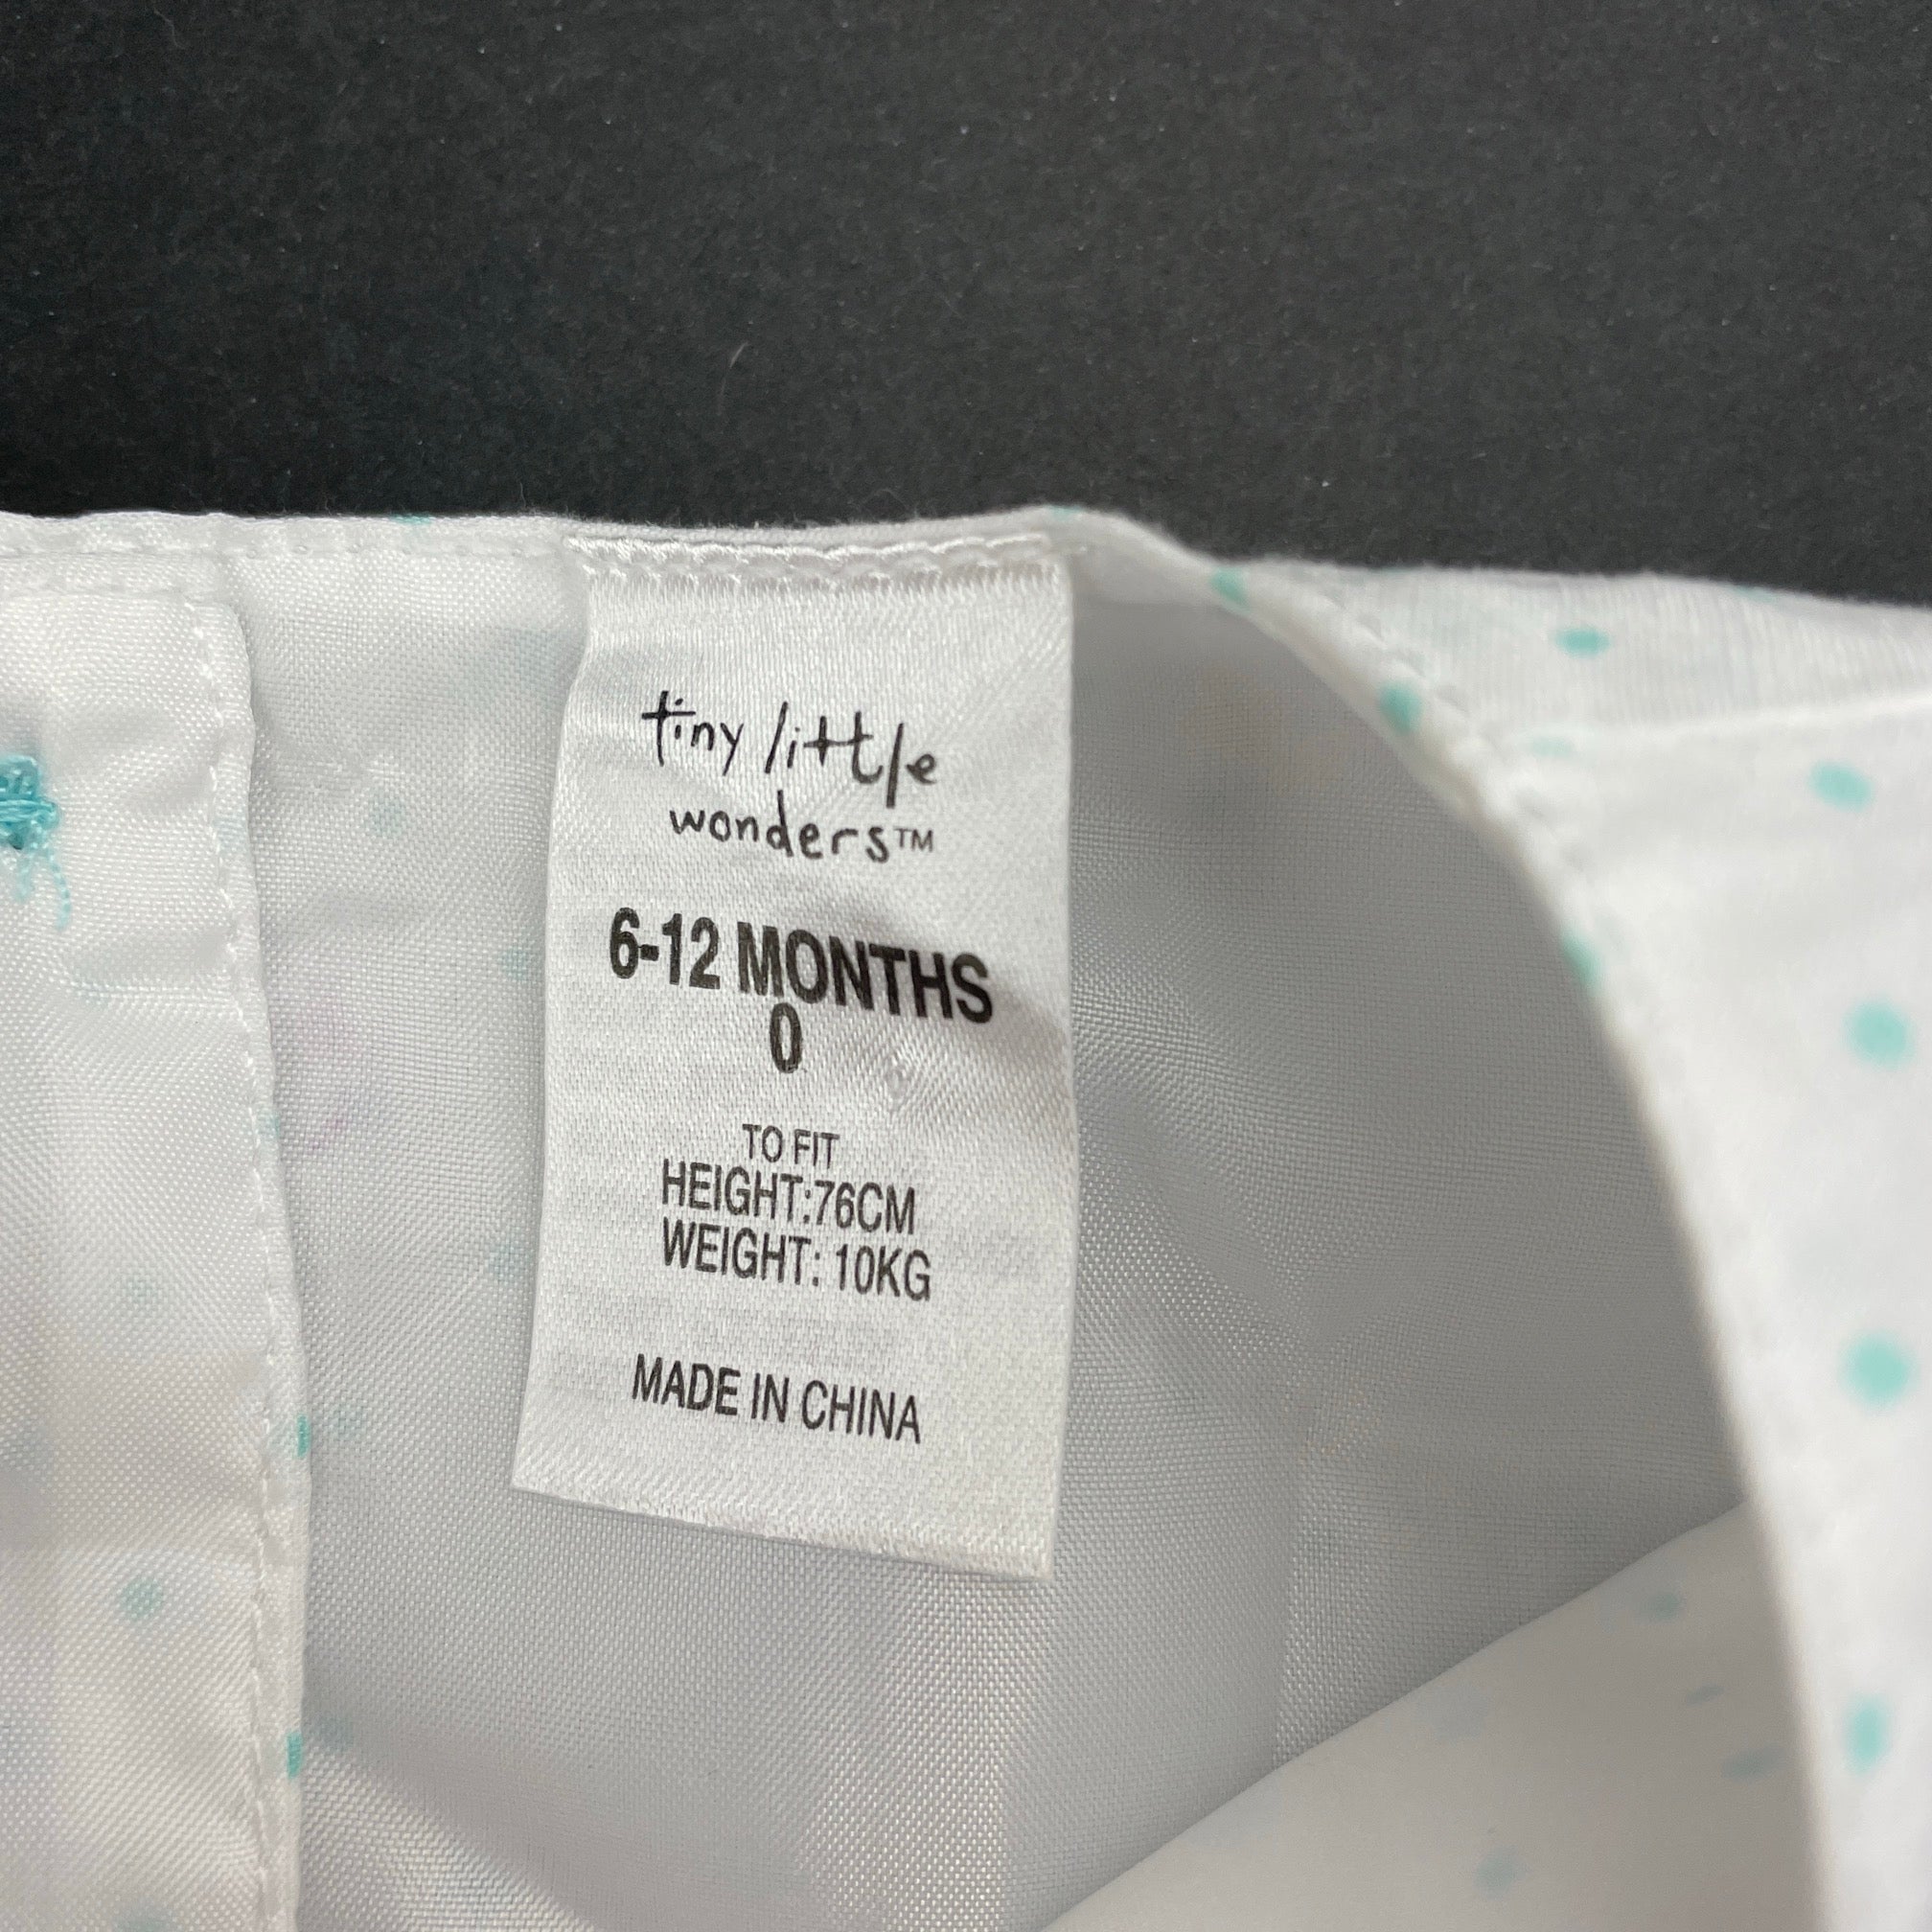 tiny little
wonders™
6-12 MONTHS
0
TO FIT
HEIGHT:76CM
WEIGHT: 10KG
MADE IN CHINA